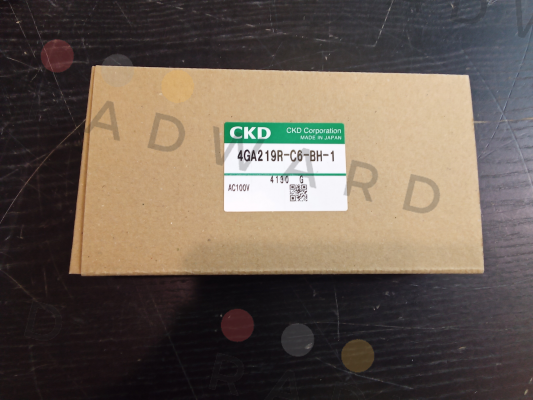 CKD CKD Corporation
MADE IN JAPAN
4GA219R-C6-BH-1
4190 G
AC100V
ADWARD